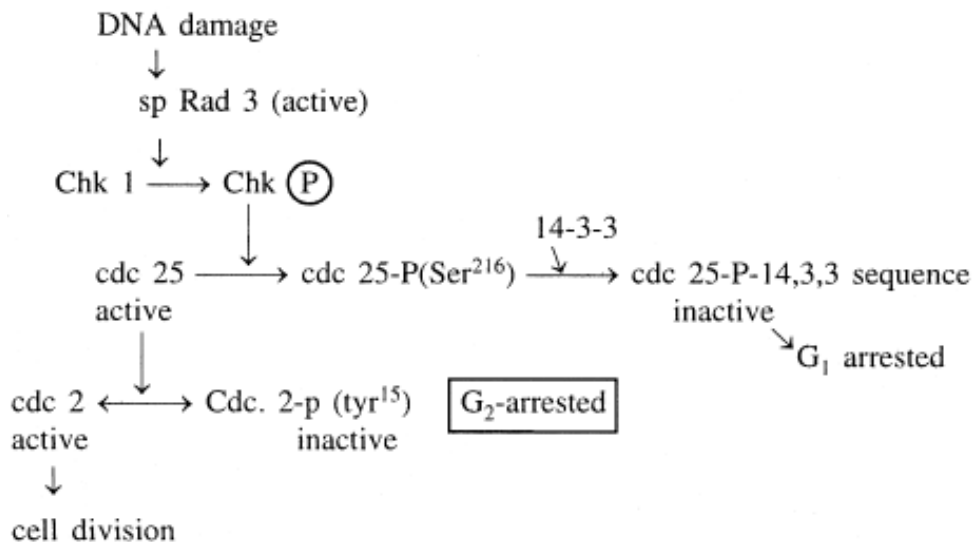 DNA damage
sp Rad 3 (active)
Chk 1 → Chk Ⓟ
14-3-3
cdc 25 → cdc 25-P(Ser²¹⁶) → cdc 25-P-14,3,3 sequence
active inactive
G₁ arrested
cdc 2 ↔ Cdc. 2-p (tyr¹⁵) G₂-arrested
active inactive
cell division